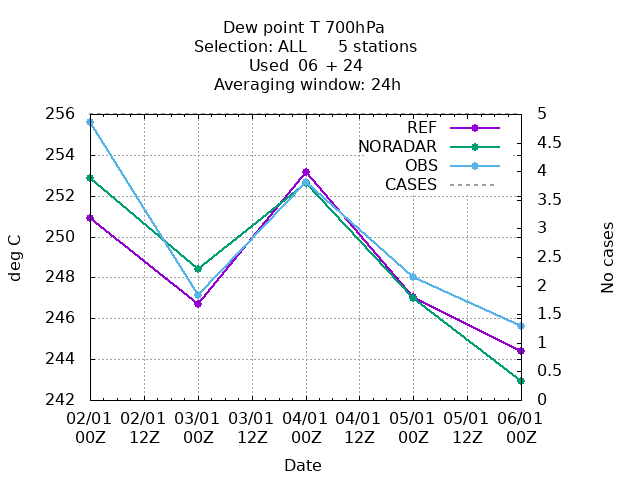 Dew point T 700hPa
Selection: ALL      5 stations
Used  06 + 24
Averaging window: 24h
256 5
REF
4.5
NORADAR
254
OBS 4
CASES
252 3.5
250 3
deg C
2.5
No cases
248 2
246 1.5
1
244
0.5
242 0
02/01 02/01 03/01 03/01 04/01 04/01 05/01 05/01 06/01
00Z 12Z 00Z 12Z 00Z 12Z 00Z 12Z 00Z
Date